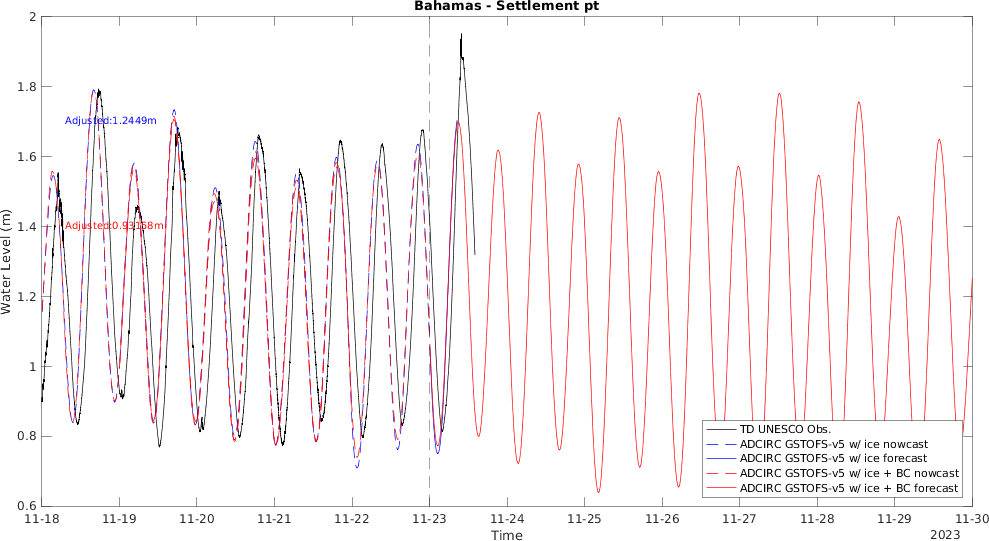 Bahamas - Settlement pt
Water Level (m)
2
1.8
1.6
1.4
1.2
1
0.8
0.6
Adjusted:1.2449m
Adjusted:0.93158m
TD UNESCO Obs.
ADCIRC GSTOFS-v5 w/ ice nowcast
ADCIRC GSTOFS-v5 w/ ice forecast
ADCIRC GSTOFS-v5 w/ ice + BC nowcast
ADCIRC GSTOFS-v5 w/ ice + BC forecast
11-18 11-19 11-20 11-21 11-22 11-23 11-24 11-25 11-26 11-27 11-28 11-29 11-30
Time
2023